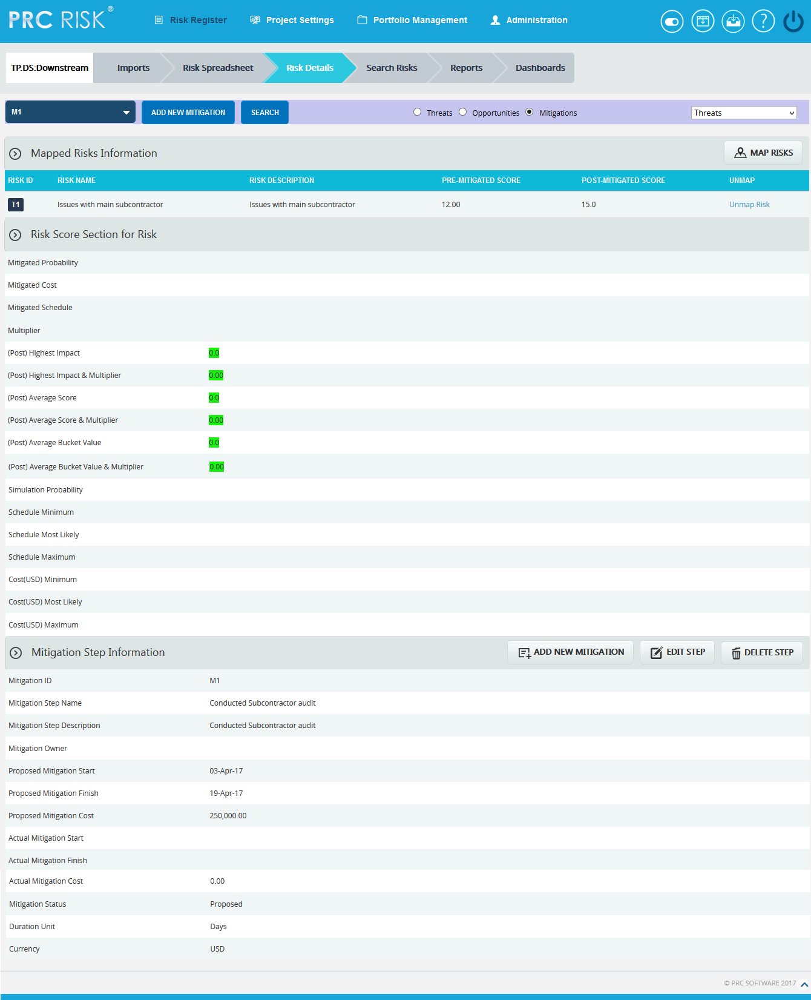 PRC RISK®
Risk Register Project Settings Portfolio Management Administration
TP.DS:Downstream Imports Risk Spreadsheet Risk Details Search Risks Reports Dashboards
M1 ADD NEW MITIGATION SEARCH Threats Opportunities Mitigations Threats
Mapped Risks Information MAP RISKS
RISK ID RISK NAME RISK DESCRIPTION PRE-MITIGATED SCORE POST-MITIGATED SCORE UNMAP
T1 Issues with main subcontractor Issues with main subcontractor 12.00 15.0 Unmap Risk
Risk Score Section for Risk
Mitigated Probability
Mitigated Cost
Mitigated Schedule
Multiplier
(Post) Highest Impact 0.0
(Post) Highest Impact & Multiplier 0.00
(Post) Average Score 0.0
(Post) Average Score & Multiplier 0.00
(Post) Average Bucket Value 0.0
(Post) Average Bucket Value & Multiplier 0.00
Simulation Probability
Schedule Minimum
Schedule Most Likely
Schedule Maximum
Cost(USD) Minimum
Cost(USD) Most Likely
Cost(USD) Maximum
Mitigation Step Information ADD NEW MITIGATION EDIT STEP DELETE STEP
Mitigation ID M1
Mitigation Step Name Conducted Subcontractor audit
Mitigation Step Description Conducted Subcontractor audit
Mitigation Owner
Proposed Mitigation Start 03-Apr-17
Proposed Mitigation Finish 19-Apr-17
Proposed Mitigation Cost 250,000.00
Actual Mitigation Start
Actual Mitigation Finish
Actual Mitigation Cost 0.00
Mitigation Status Proposed
Duration Unit Days
Currency USD
© PRC SOFTWARE 2017